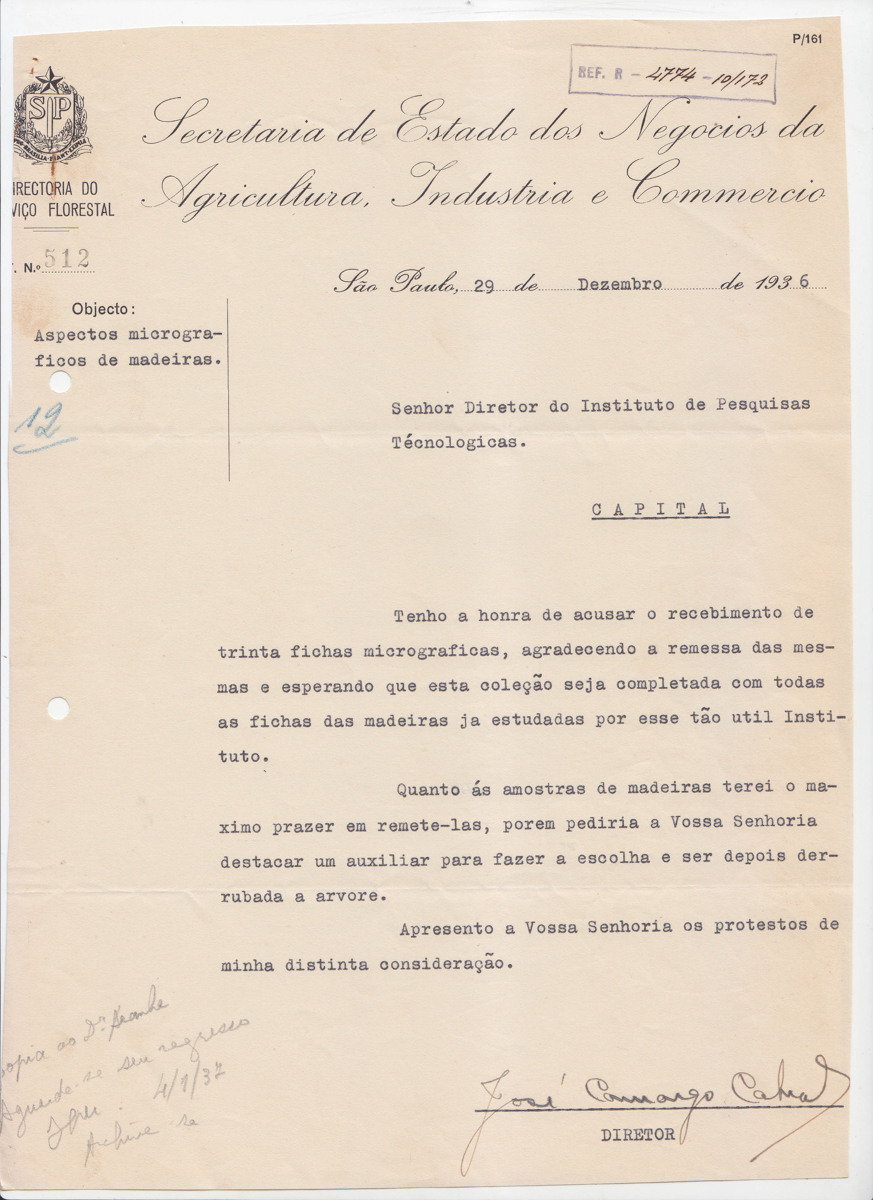 P/161
REF. R - 4774 - 10/173
SP
Secretaria de Estado dos Negocios da
Agricultura, Industria e Commercio
IRECTORIA DO
VIÇO FLORESTAL
. N.º 512
São Paulo, 29 de Dezembro de 1936
Objecto:
Aspectos microgra-
ficos de madeiras.
12
Senhor Diretor do Instituto de Pesquisas
Técnologicas.
CAPITAL
Tenho a honra de acusar o recebimento de
trinta fichas micrograficas, agradecendo a remessa das mes-
mas e esperando que esta coleção seja completada com todas
as fichas das madeiras ja estudadas por esse tão util Insti-
tuto.
Quanto ás amostras de madeiras terei o ma-
ximo prazer em remete-las, porem pediria a Vossa Senhoria
destacar um auxiliar para fazer a escolha e ser depois der-
rubada a arvore.
Apresento a Vossa Senhoria os protestos de
minha distinta consideração.
copia ao Dr.
Aguarde-se seu regresso
4/1/37
Archive-se
José Camargo Cabral
DIRETOR